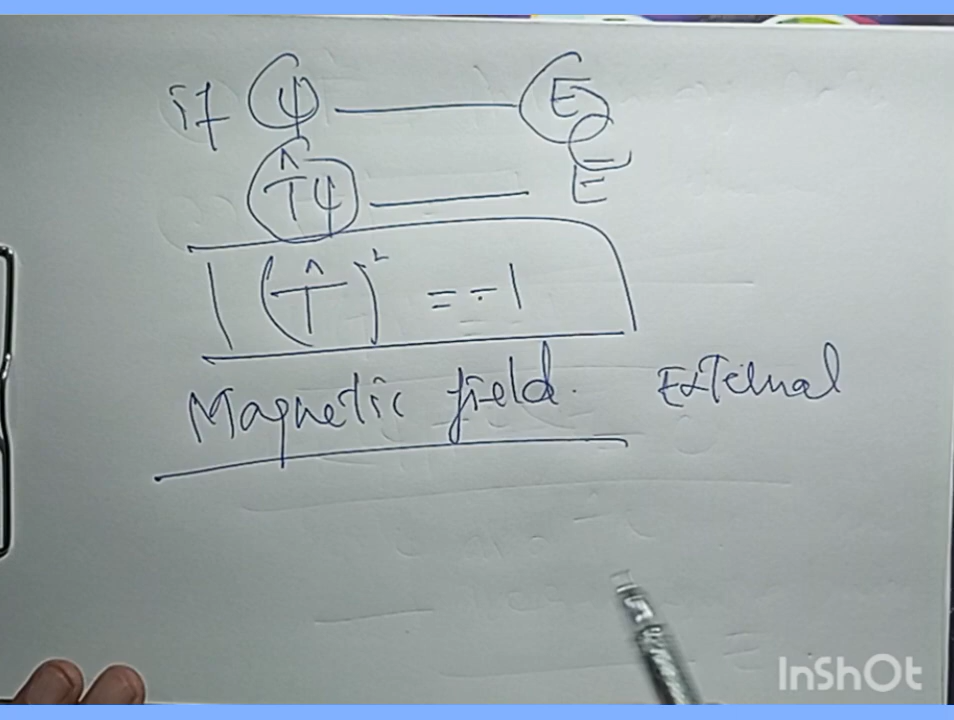 if ψ — E
T̂ψ — E
(T̂)² = -1
Magnetic field. External
InShOt